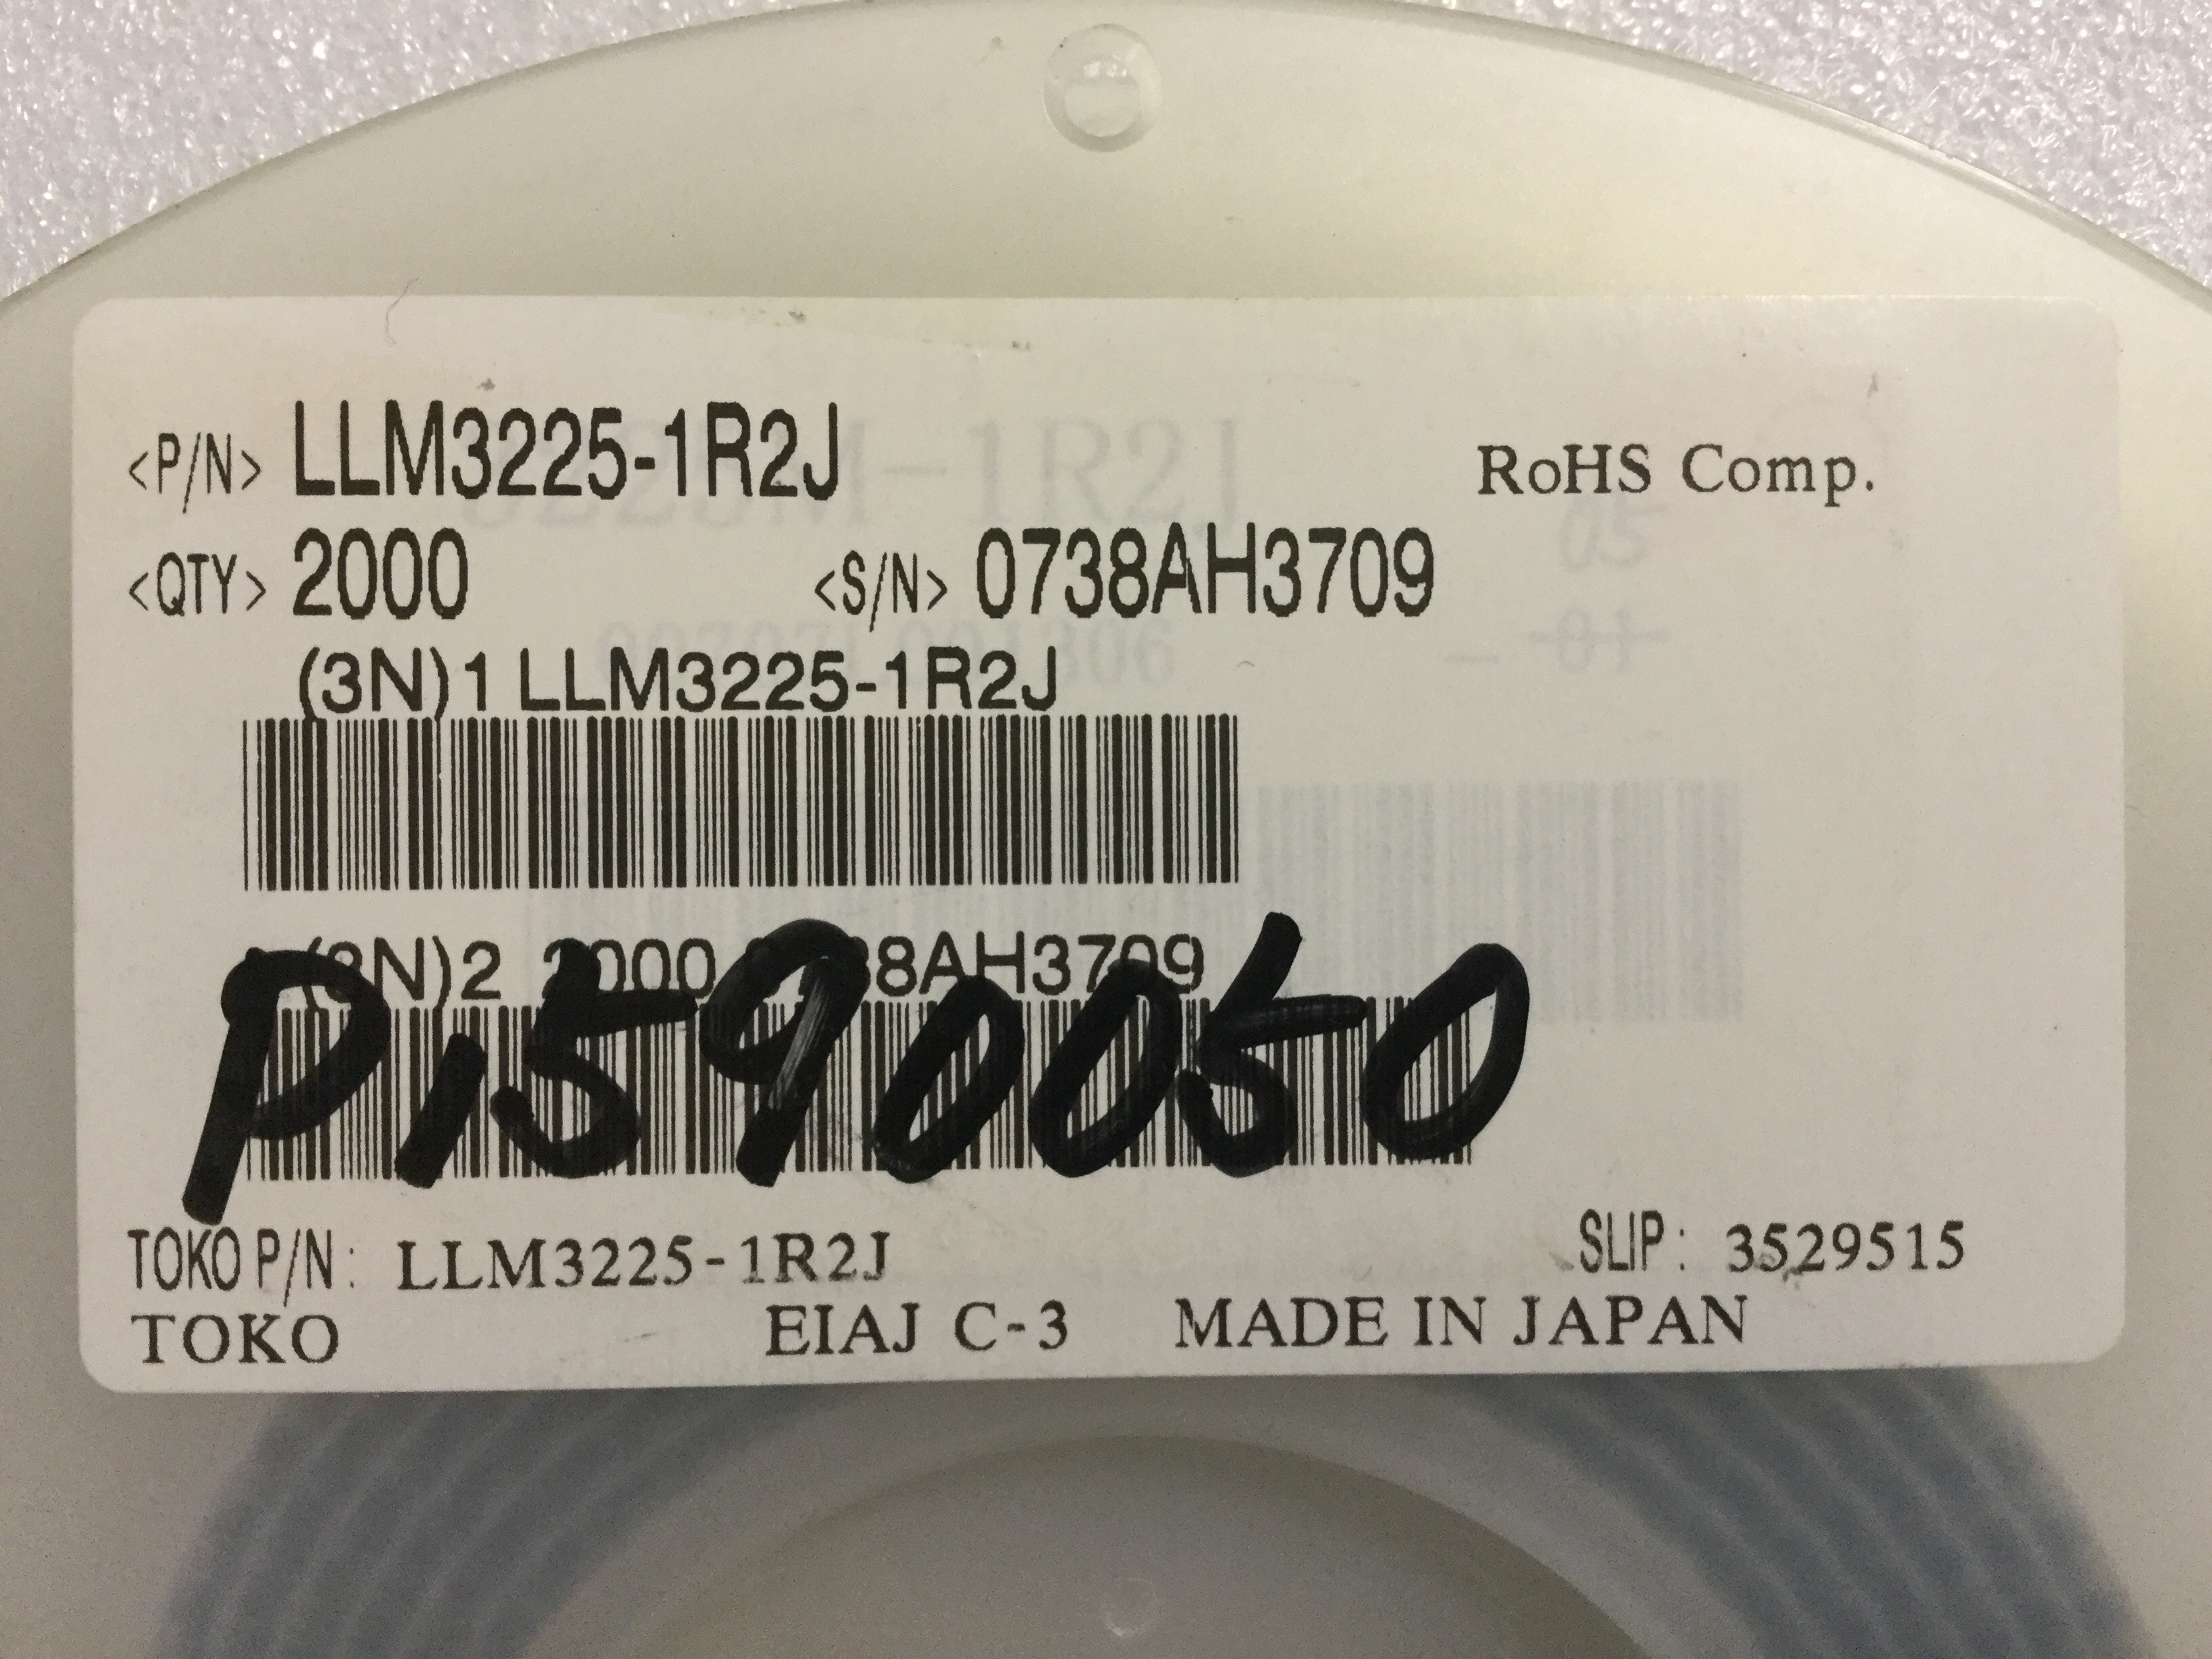 <P/N> LLM3225-1R2J
RoHS Comp.
<QTY> 2000 <S/N> 0738AH3709
(3N)1 LLM3225-1R2J
(3N)2 2000 0738AH3709
P1590050
TOKO P/N: LLM3225-1R2J SLIP: 3529515
TOKO EIAJ C-3 MADE IN JAPAN